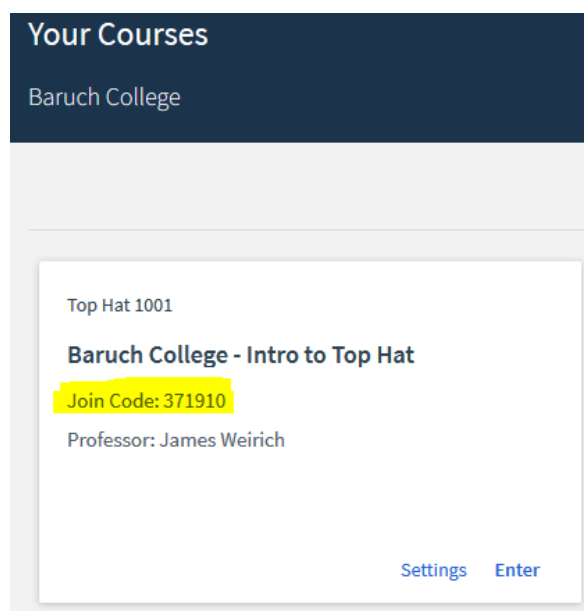 Your Courses
Baruch College
Top Hat 1001
Baruch College - Intro to Top Hat
Join Code: 371910
Professor: James Weirich
Settings Enter